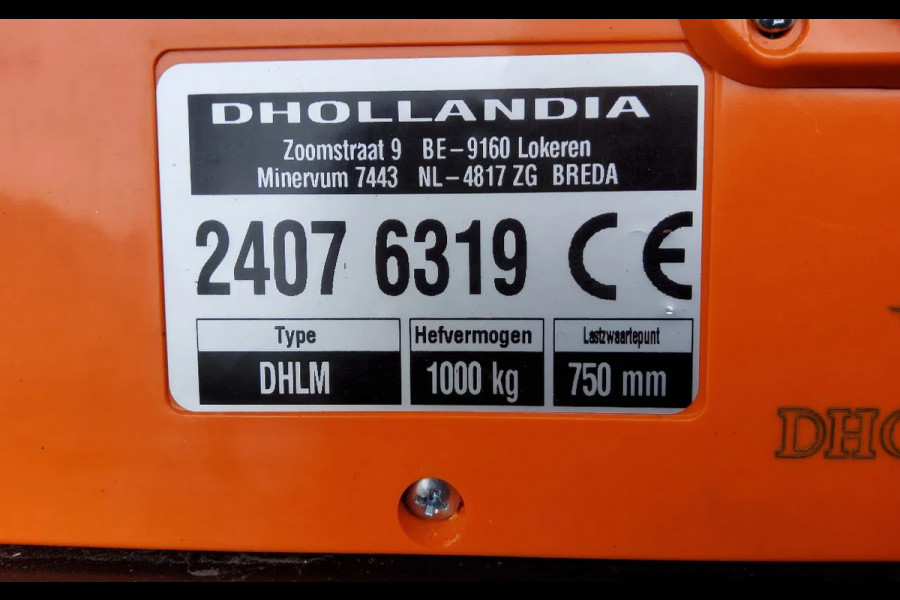 DHOLLANDIA
Zoomstraat 9 BE-9160 Lokeren
Minervum 7443 NL-4817 ZG BREDA
2407 6319 CE
Type Hefvermogen Lastzwaartepunt
DHLM 1000 kg 750 mm